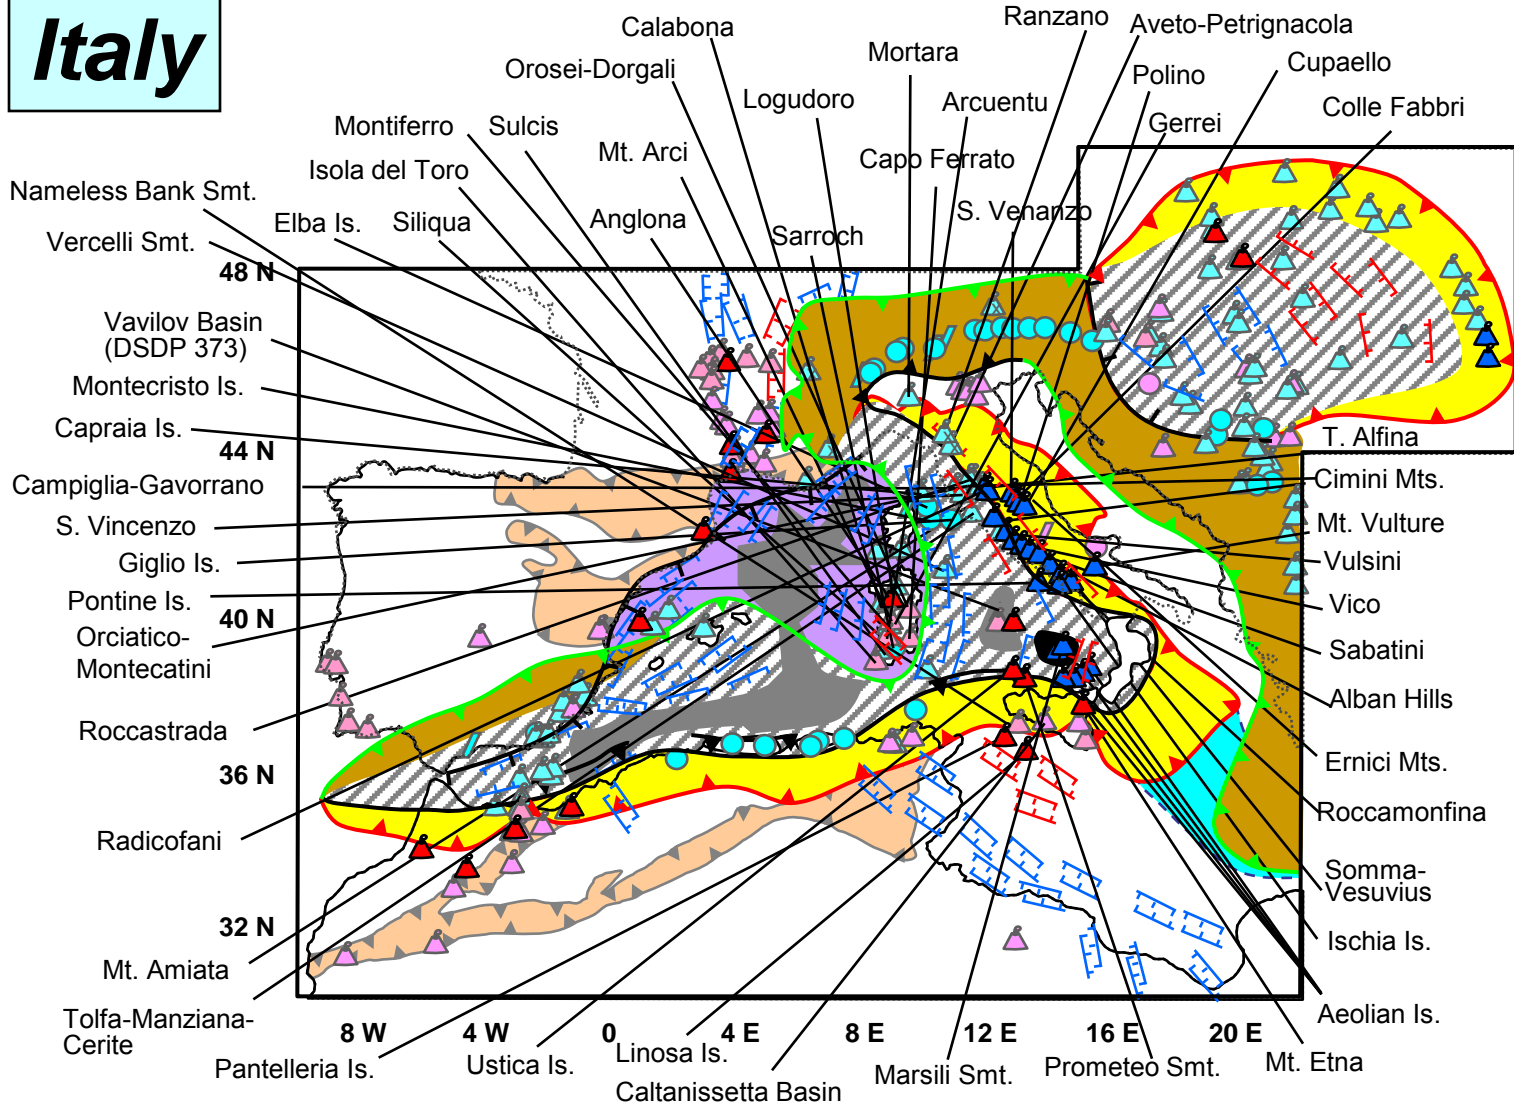 Italy
Calabona
Ranzano
Aveto-Petrignacola
Orosei-Dorgali
Mortara
Polino
Cupaello
Logudoro
Arcuentu
Colle Fabbri
Montiferro
Sulcis
Gerrei
Mt. Arci
Capo Ferrato
Isola del Toro
Nameless Bank Smt.
Elba Is.
Siliqua
Anglona
S. Venanzo
Vercelli Smt.
Sarroch
48 N
Vavilov Basin
(DSDP 373)
Montecristo Is.
Capraia Is.
44 N
T. Alfina
Campiglia-Gavorrano
Cimini Mts.
S. Vincenzo
Mt. Vulture
Giglio Is.
Vulsini
Pontine Is.
40 N
Vico
Orciatico-
Montecatini
Sabatini
Roccastrada
Alban Hills
36 N
Ernici Mts.
Radicofani
Roccamonfina
Somma-
Vesuvius
32 N
Mt. Amiata
Ischia Is.
Tolfa-Manziana-
Cerite
8 W
4 W
0
4 E
8 E
12 E
16 E
20 E
Aeolian Is.
Pantelleria Is.
Ustica Is.
Linosa Is.
Caltanissetta Basin
Marsili Smt.
Prometeo Smt.
Mt. Etna